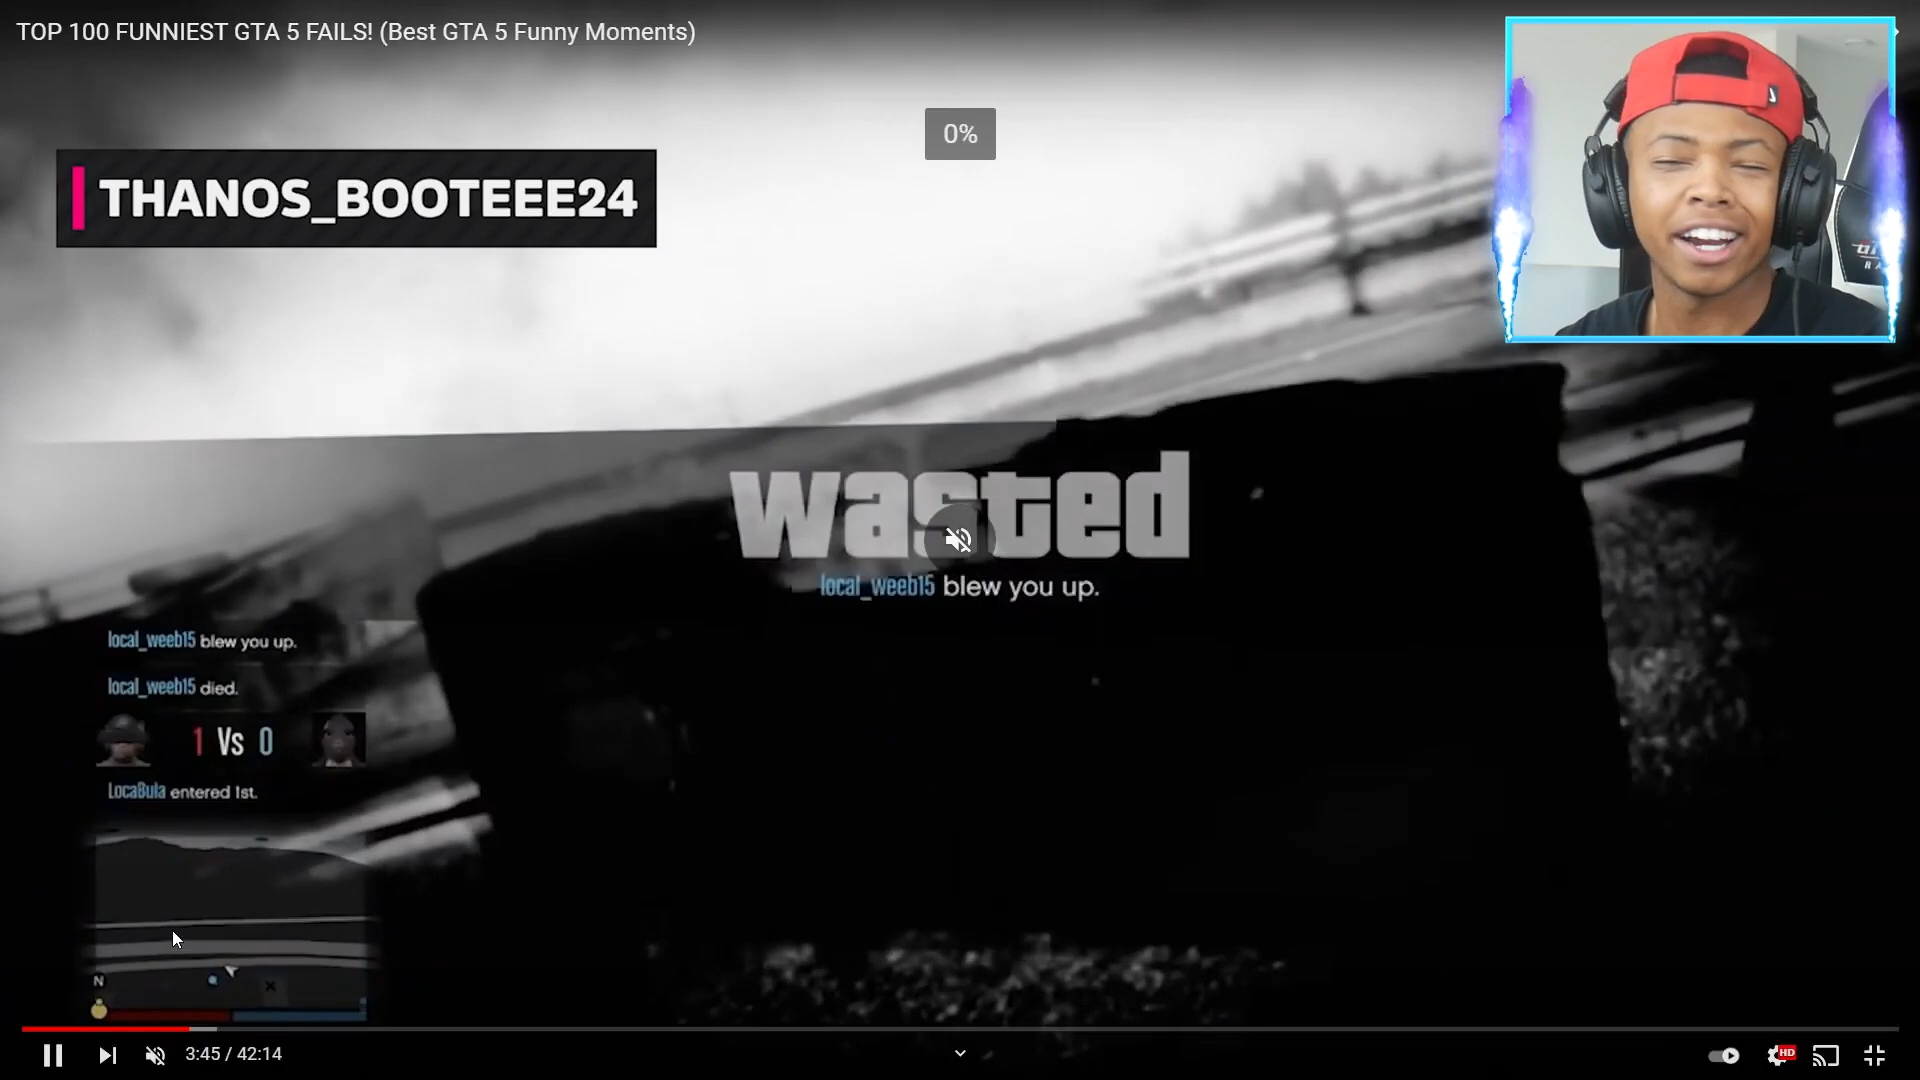 TOP 100 FUNNIEST GTA 5 FAILS! (Best GTA 5 Funny Moments)
0%
THANOS_BOOTEEE24
wasted
local_weeb15 blew you up.
local_weeb15 blew you up.
local_weeb15 died.
1 Vs 0
LocaBula entered 1st.
N
3:45 / 42:14
HD